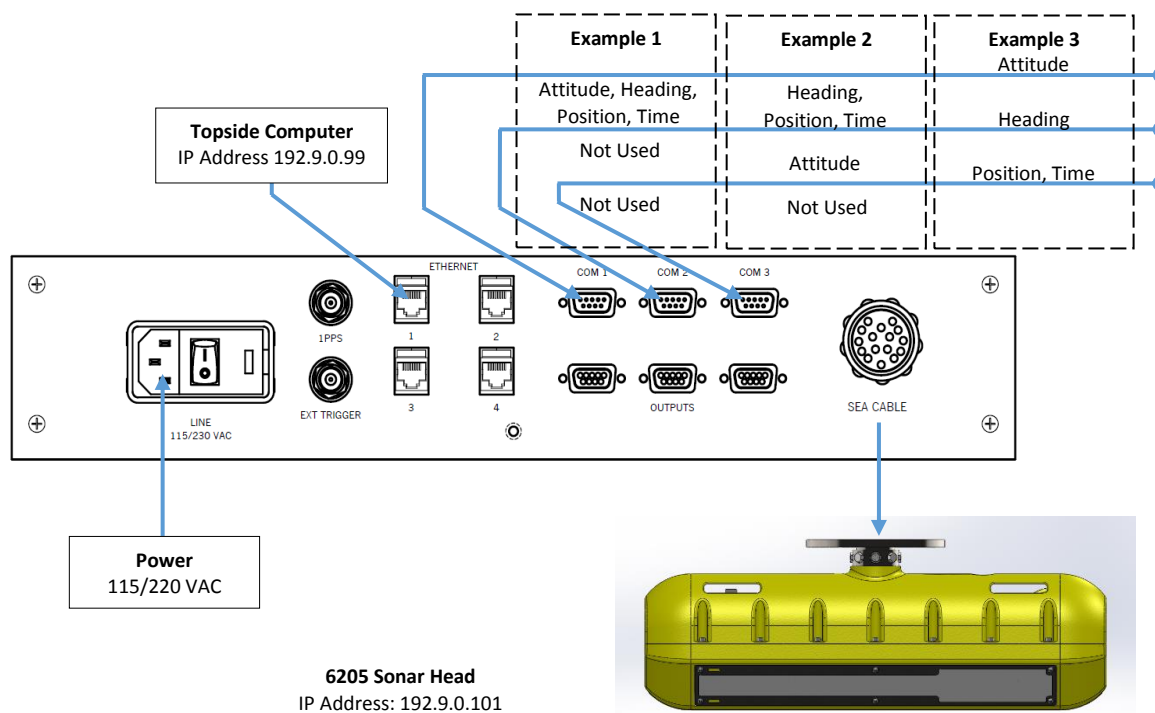 Example 1
Attitude, Heading,
Position, Time
Not Used
Not Used
Example 2
Heading,
Position, Time
Attitude
Not Used
Example 3
Attitude
Heading
Position, Time
Topside Computer
IP Address 192.9.0.99
ETHERNET
COM 1
COM 2
COM 3
1PPS
1
2
EXT TRIGGER
3
4
OUTPUTS
SEA CABLE
LINE
115/230 VAC
Power
115/220 VAC
6205 Sonar Head
IP Address: 192.9.0.101